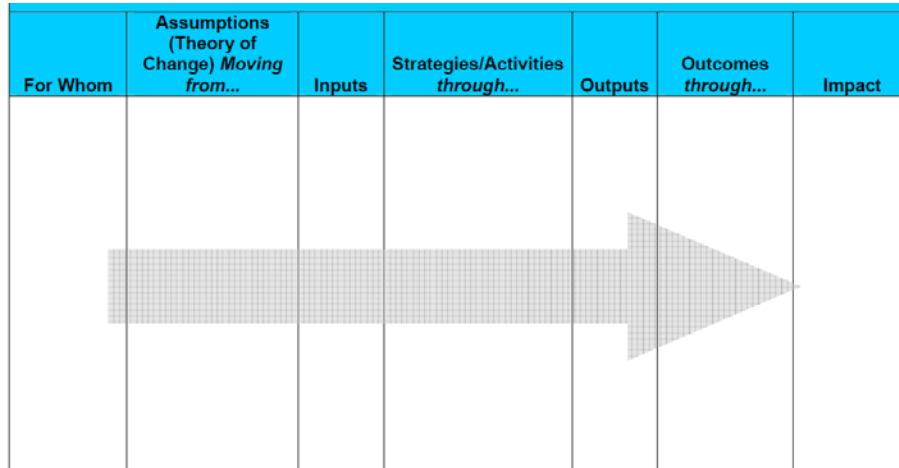 For Whom
Assumptions
(Theory of
Change) Moving
from...
Inputs
Strategies/Activities
through...
Outputs
Outcomes
through...
Impact